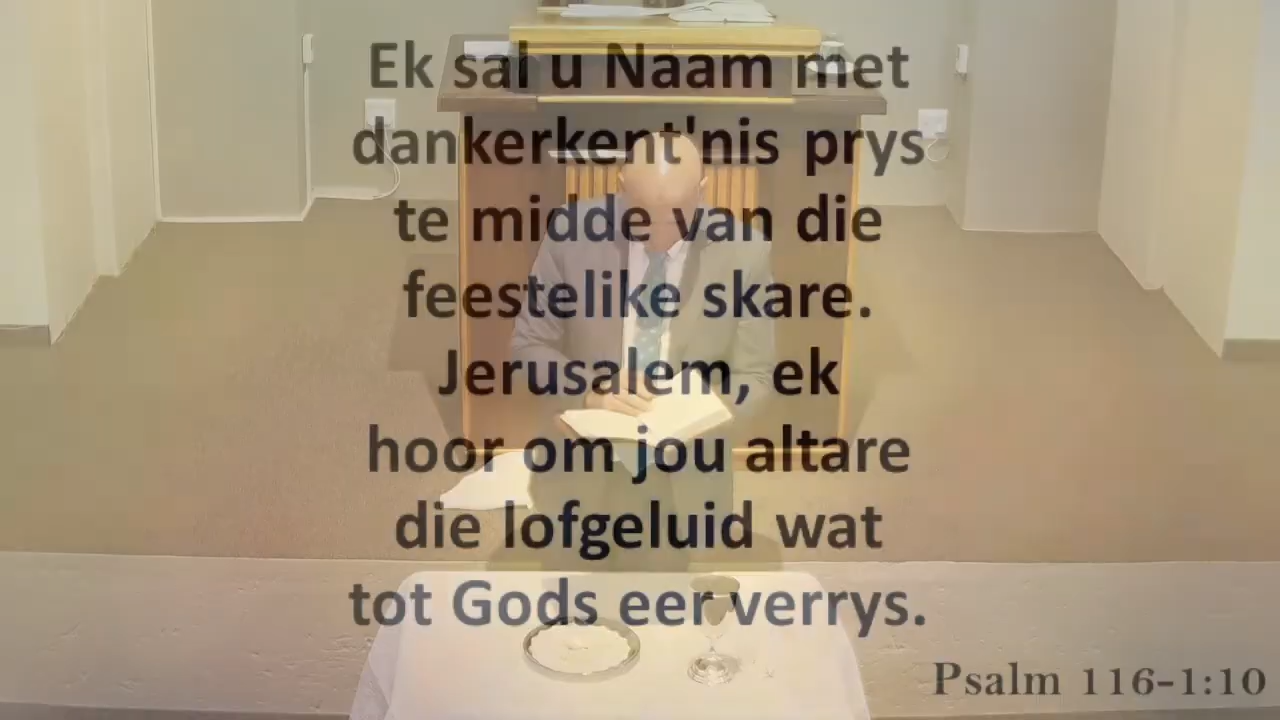 Ek sal u Naam met
dankerkent'nis prys
te midde van die
feestelike skare.
Jerusalem, ek
hoor om jou altare
die lofgeluid wat
tot Gods eer verrys.
Psalm 116-1:10